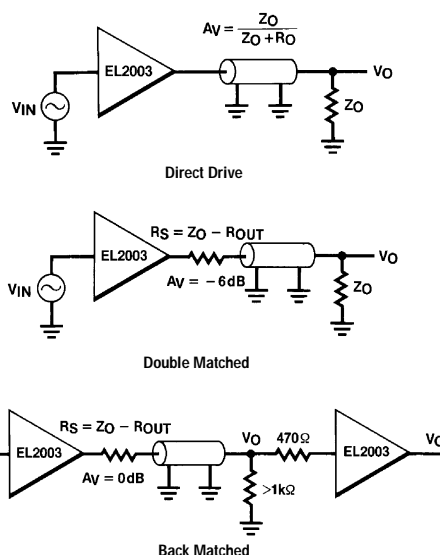 AV = ZO / ZO + RO
EL2003
VO
VIN
ZO
Direct Drive
RS = ZO − ROUT
EL2003
VO
VIN
AV = −6dB
ZO
Double Matched
RS = ZO − ROUT
VO
470Ω
EL2003
EL2003
VO
AV = 0dB
>1kΩ
Back Matched